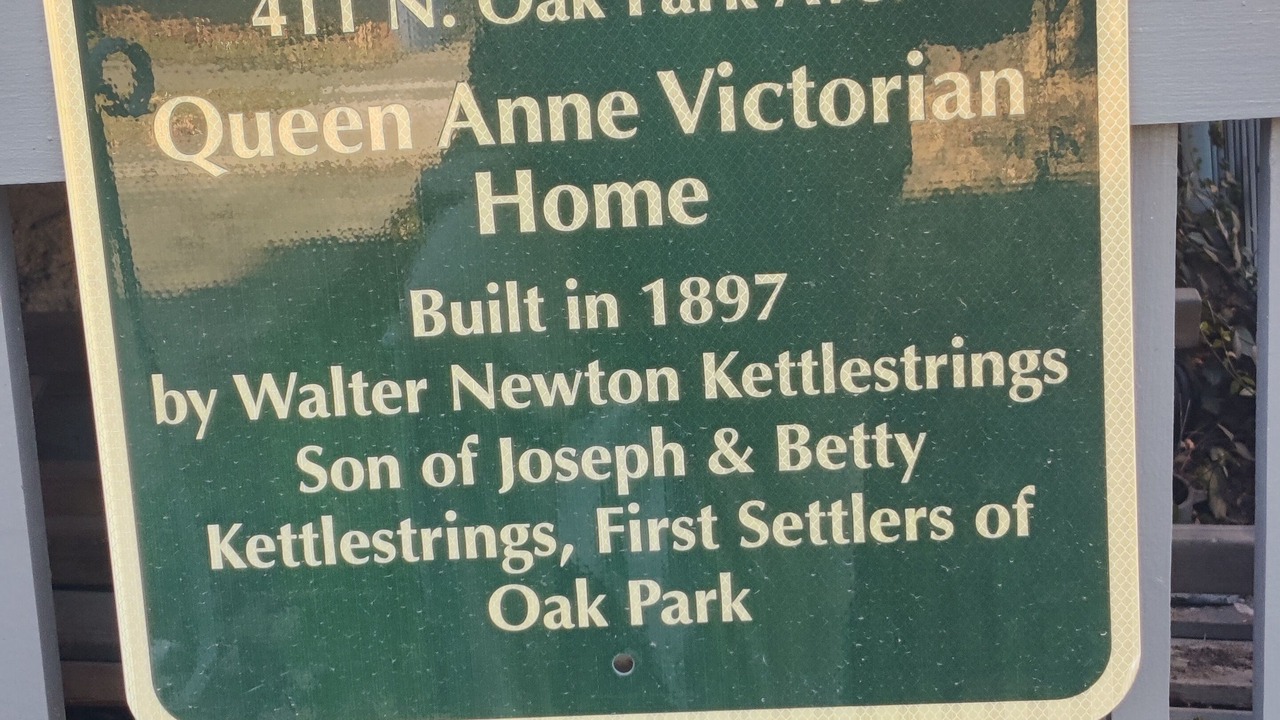 411 N. Oak Park Ave.
Queen Anne Victorian
Home
Built in 1897
by Walter Newton Kettlestrings
Son of Joseph & Betty
Kettlestrings, First Settlers of
Oak Park